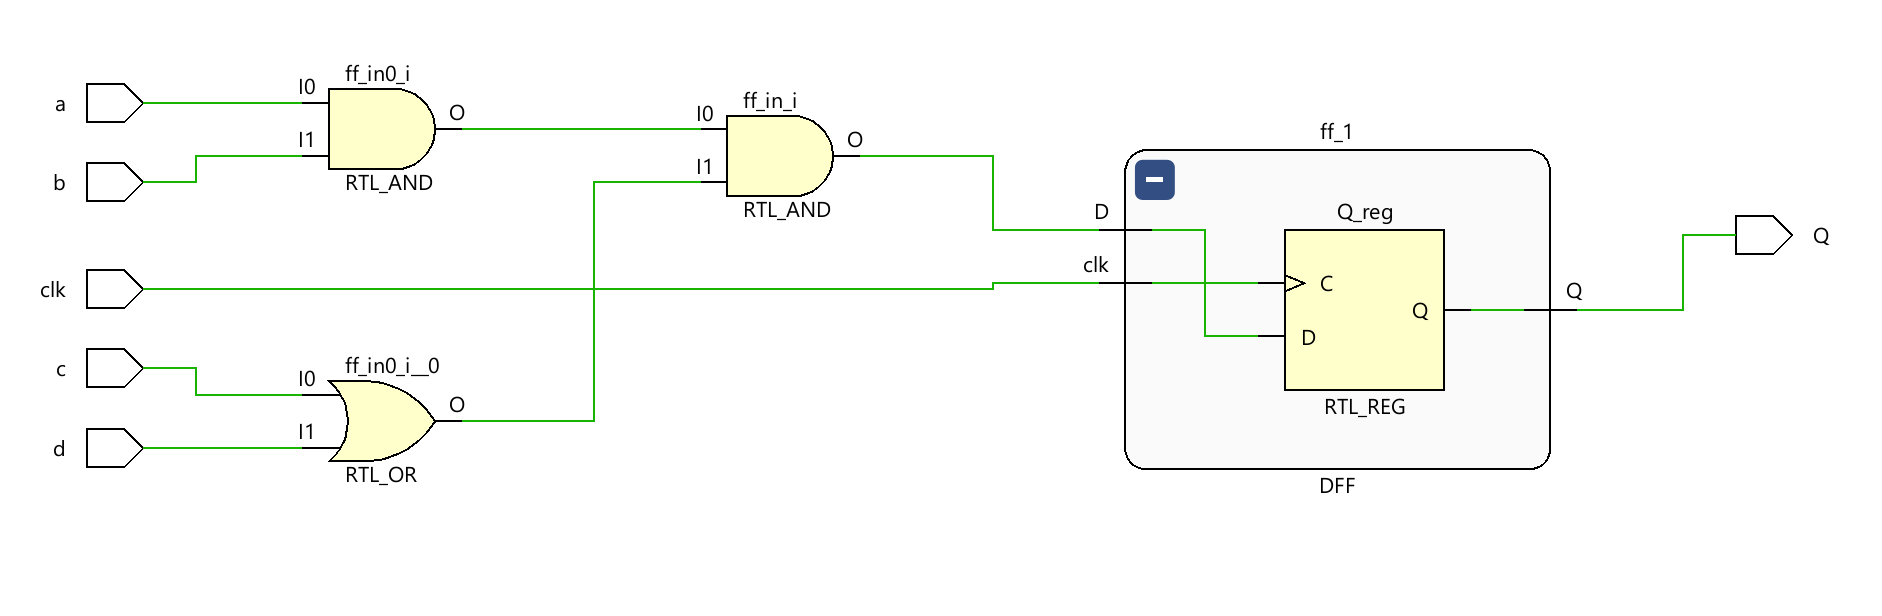 ff_in0_i
a
I0
I1
O
b
RTL_AND
ff_in_i
I0
I1
O
RTL_AND
ff_1
D
clk
Q_reg
C
D
Q
RTL_REG
Q
DFF
Q
clk
c
ff_in0_i__0
I0
I1
O
d
RTL_OR